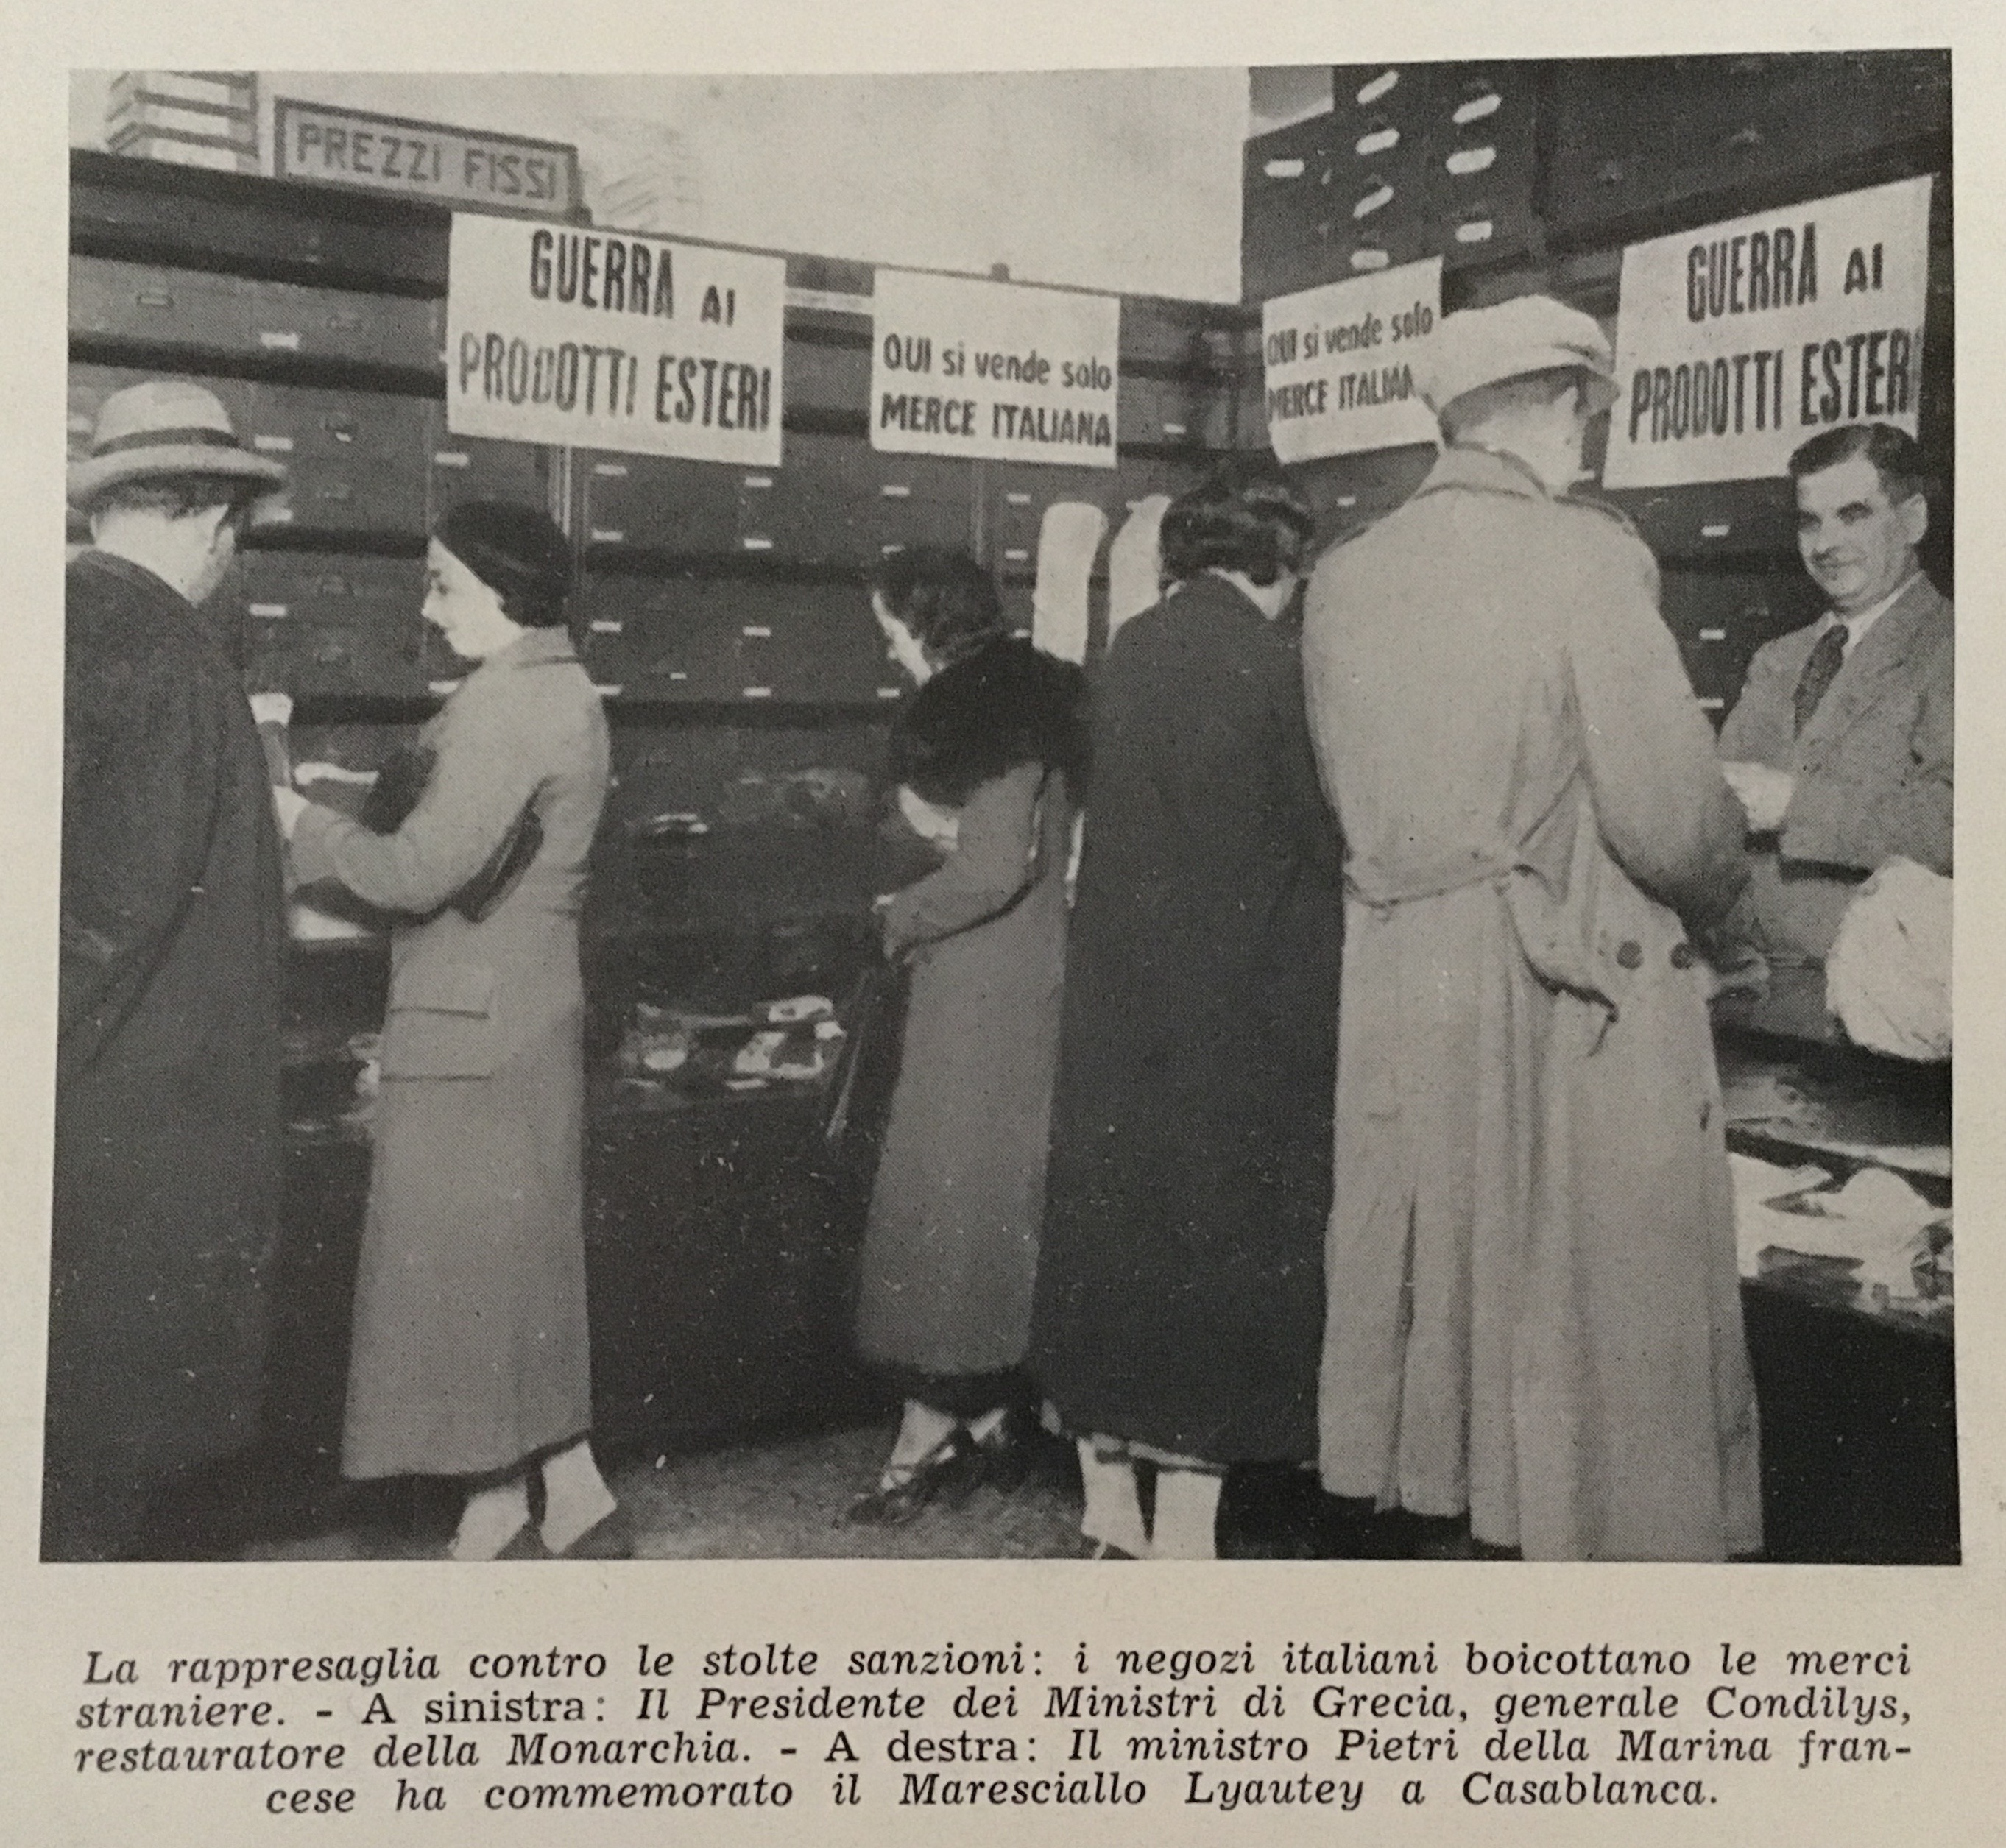 PREZZI FISSI
GUERRA AI
PRODOTTI ESTERI
QUI si vende solo
MERCE ITALIANA
QUI si vende solo
MERCE ITALIANA
GUERRA AI
PRODOTTI ESTERI
La rappresaglia contro le stolte sanzioni: i negozi italiani boicottano le merci
straniere. - A sinistra: Il Presidente dei Ministri di Grecia, generale Condilys,
restauratore della Monarchia. - A destra: Il ministro Pietri della Marina fran-
cese ha commemorato il Maresciallo Lyautey a Casablanca.